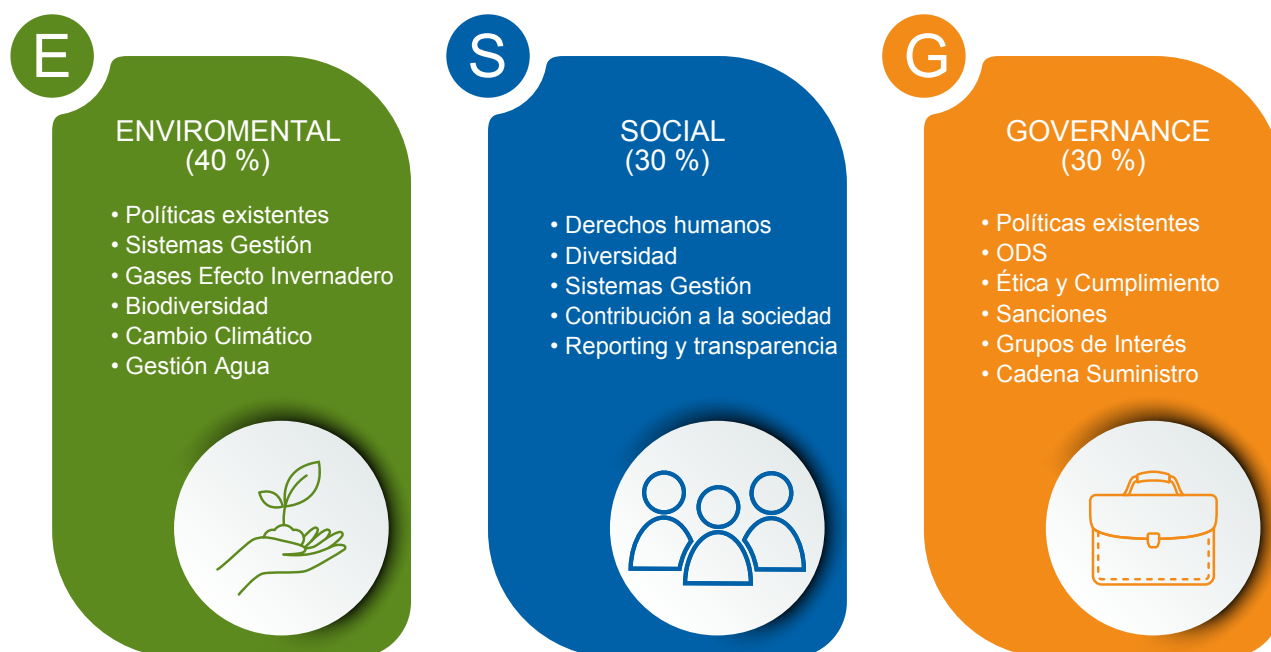 E
ENVIROMENTAL
(40 %)
• Políticas existentes
• Sistemas Gestión
• Gases Efecto Invernadero
• Biodiversidad
• Cambio Climático
• Gestión Agua
S
SOCIAL
(30 %)
• Derechos humanos
• Diversidad
• Sistemas Gestión
• Contribución a la sociedad
• Reporting y transparencia
G
GOVERNANCE
(30 %)
• Políticas existentes
• ODS
• Ética y Cumplimiento
• Sanciones
• Grupos de Interés
• Cadena Suministro